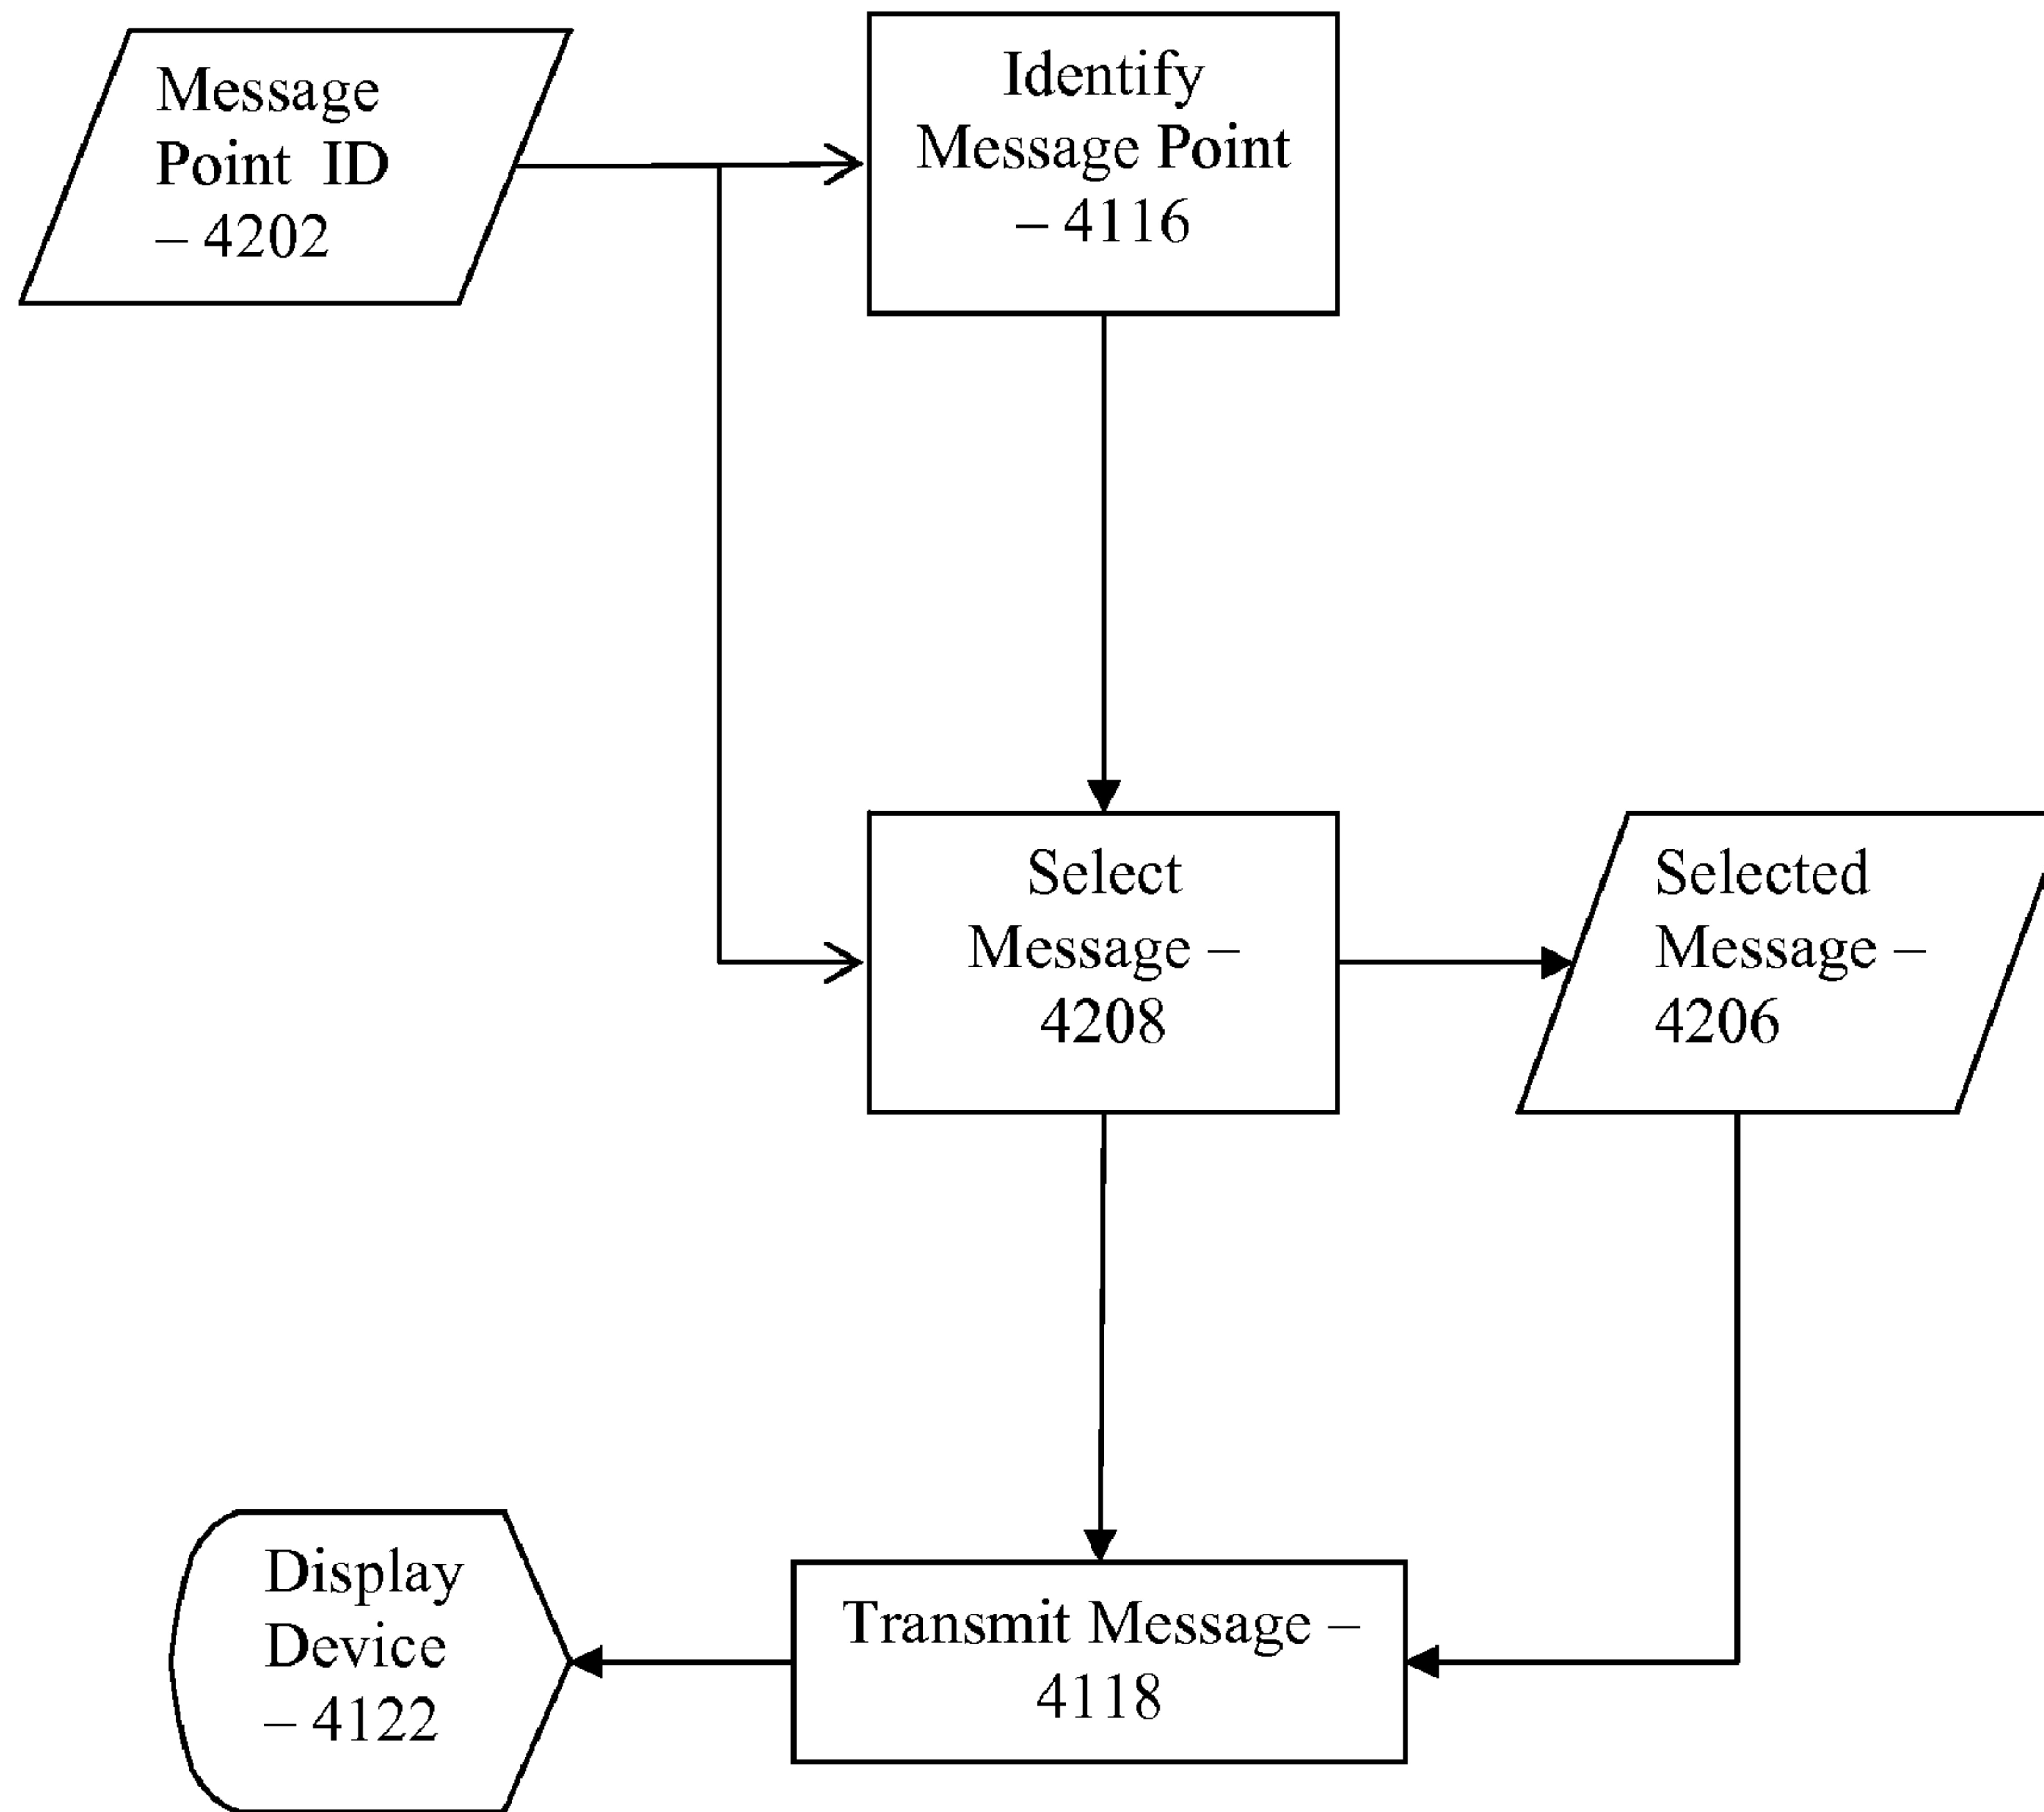 Message
Point ID
– 4202
Identify
Message Point
– 4116
Select
Message –
4208
Selected
Message –
4206
Display
Device
– 4122
Transmit Message –
4118